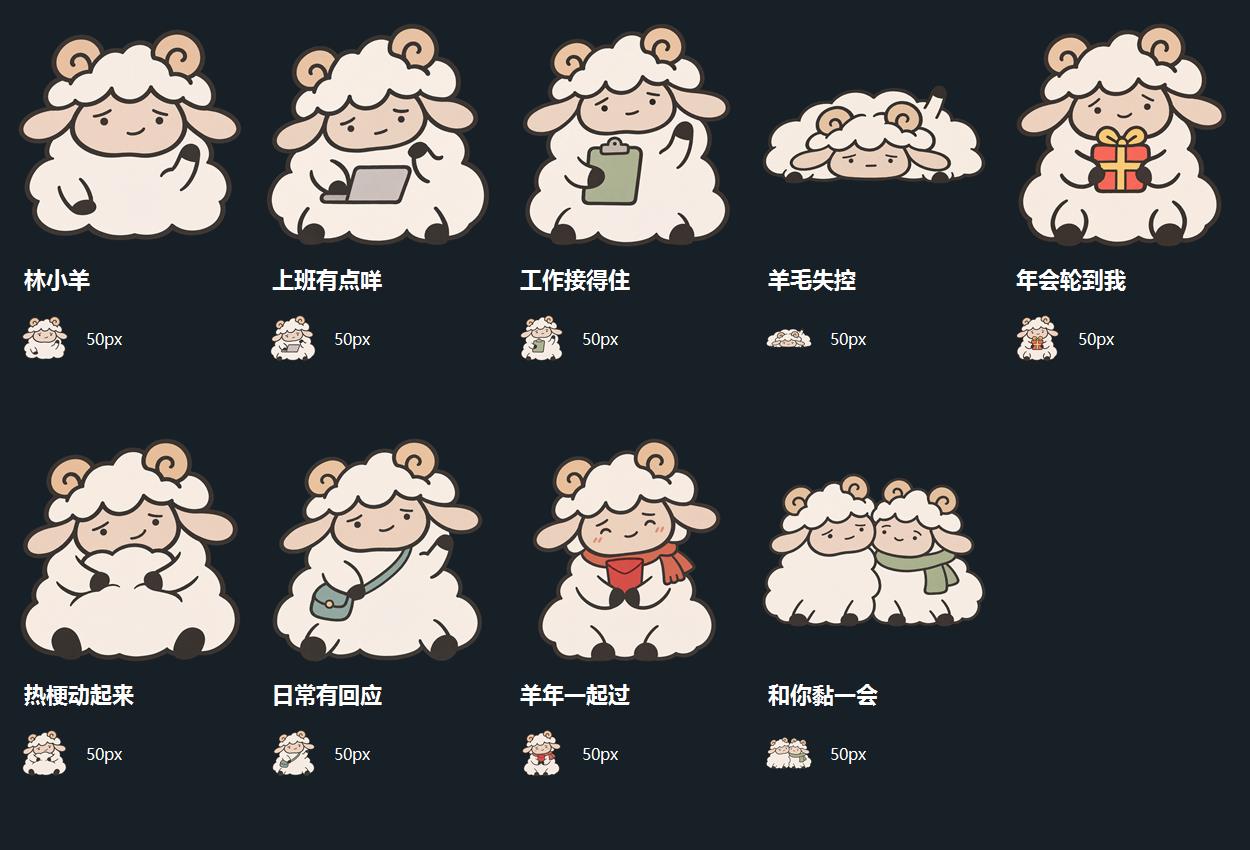 林小羊
上班有点咩
工作接得住
羊毛失控
年会轮到我
50px
50px
50px
50px
50px
热梗动起来
日常有回应
羊年一起过
和你黏一会
50px
50px
50px
50px